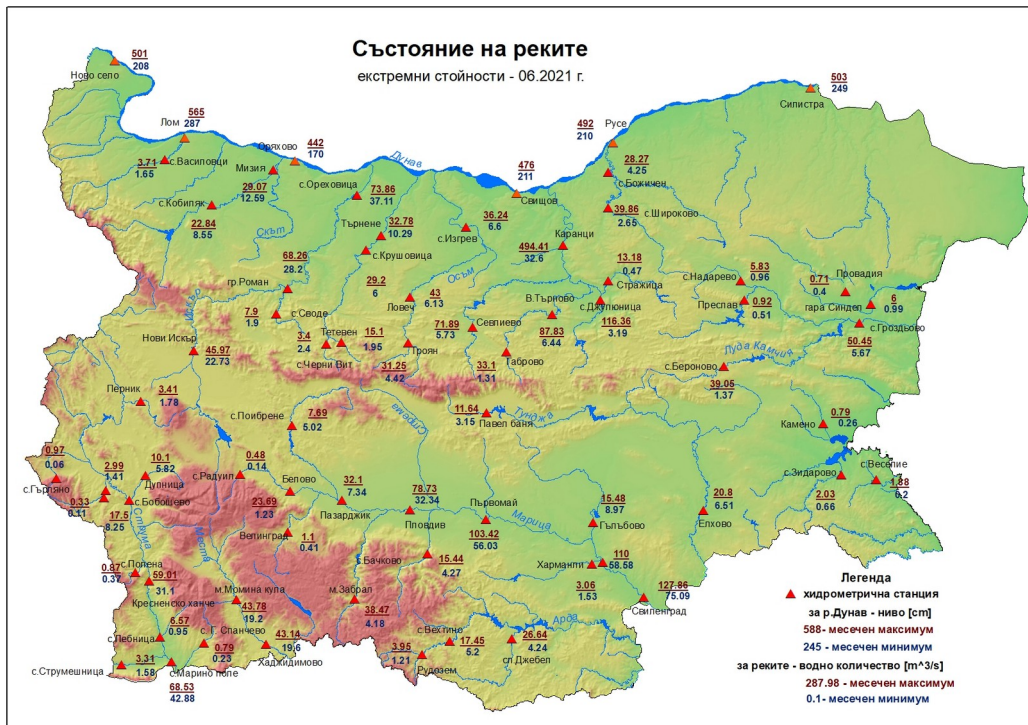 Състояние на реките
екстремни стойности - 06.2021 г.
501
208
Ново село
503
249
Силистра
565
287
Лом
Оряхово
442
170
492
210
Русе
Дунав
476
211
Свищов
3.71
1.65
с.Василовци
Мизия
29.07
12.59
с.Ореховица
73.86
37.11
28.27
4.25
с.Божичен
с.Кобиляк
22.84
8.55
Скът
Търнене
32.78
10.29
с.Крушовица
36.24
6.6
с.Изгрев
39.86
2.65
с.Широково
Каранци
494.41
32.6
68.26
28.2
гр.Роман
29.2
6
Осъм
43
6.13
Ловеч
13.18
0.47
Стражица
с.Надарево
5.83
0.96
0.71
0.4
Провадия
Искър
7.9
1.9
с.Своде
В.Търново
с.Джулюница
116.36
3.19
Преслав
0.92
0.51
гара Синдел
6
0.99
с.Гроздьово
50.45
5.67
Нови Искър
45.97
22.73
3.4
2.4
Тетевен
15.1
1.95
с.Черни Вит
31.25
4.42
Троян
71.89
5.73
Севлиево
87.83
6.44
33.1
1.31
Габрово
Луда Камчия
с.Бероново
39.05
1.37
Перник
3.41
1.78
с.Поибрене
7.69
5.02
Стряма
11.64
3.15
Павел баня
Тунджа
Камено
0.79
0.26
0.97
0.06
с.Гърляно
2.99
1.41
10.1
5.82
Дупница
с.Радуил
0.48
0.14
Белово
с.Зидарово
с.Веселие
1.88
0.2
0.33
0.11
17.5
8.25
с.Бобошево
23.69
1.23
32.1
7.34
Пазарджик
78.73
32.34
Пловдив
Първомай
103.42
56.03
Марица
15.48
8.97
Гълъбово
20.8
6.51
Елхово
2.03
0.66
Струма
Места
Велинград
1.1
0.41
с.Бачково
15.44
4.27
Харманли
3.06
1.53
110
58.58
127.86
75.09
Свиленград
0.87
0.37
с.Полена
59.01
31.1
Кресненско ханче
м.Момина кула
43.78
19.2
м.Забрал
38.47
4.18
6.57
0.95
с.Лебница
с. Г. Спанчево
0.79
0.23
43.14
19.6
Хаджидимово
с.Вехтино
17.45
5.2
3.95
1.21
Рудозем
Арда
26.64
4.24
сл.Джебел
с.Струмешница
3.31
1.58
с.Марино поле
68.53
42.88
Легенда
хидрометрична станция
за р.Дунав - ниво [cm]
588- месечен максимум
245 - месечен минимум
за реките - водно количество [m^3/s]
287.98 - месечен максимум
0.1- месечен минимум